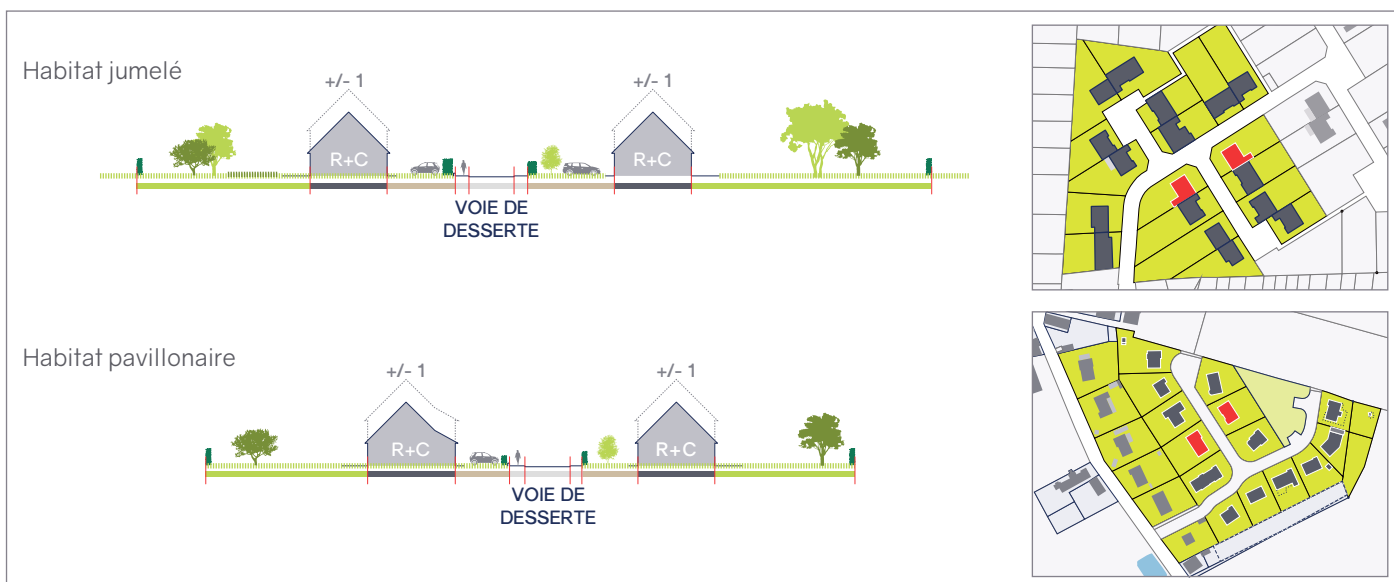 Habitat jumelé
+/- 1
+/- 1
R+C
R+C
VOIE DE
DESSERTE
Habitat pavillonaire
+/- 1
+/- 1
R+C
R+C
VOIE DE
DESSERTE